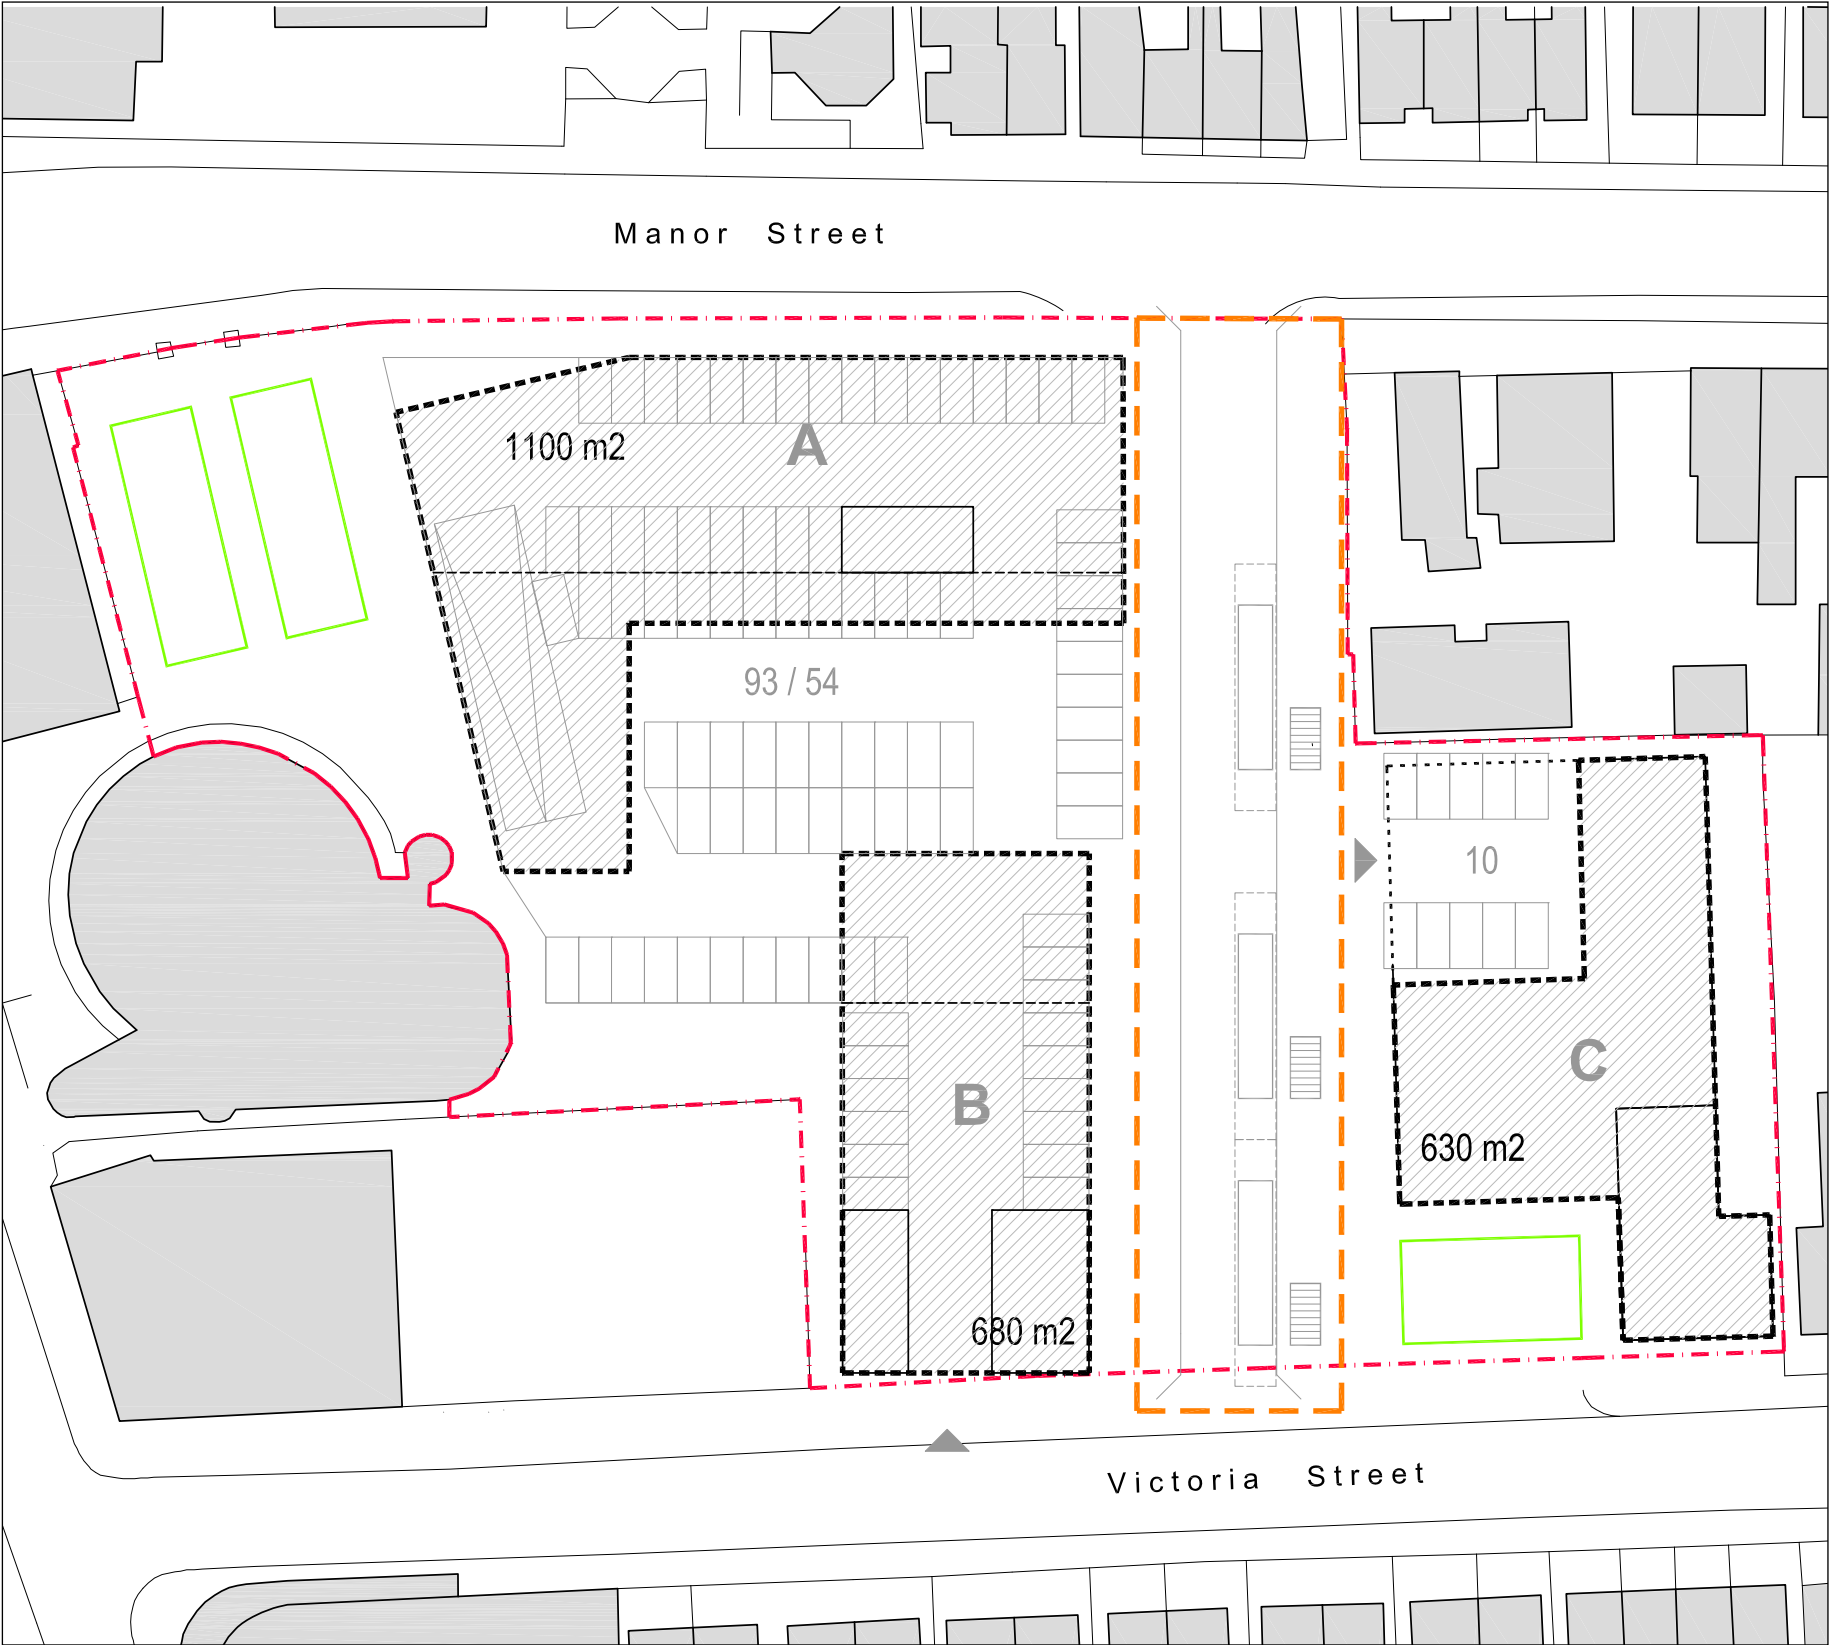 Manor Street
A
1100 m2
93 / 54
10
C
B
630 m2
680 m2
Victoria Street